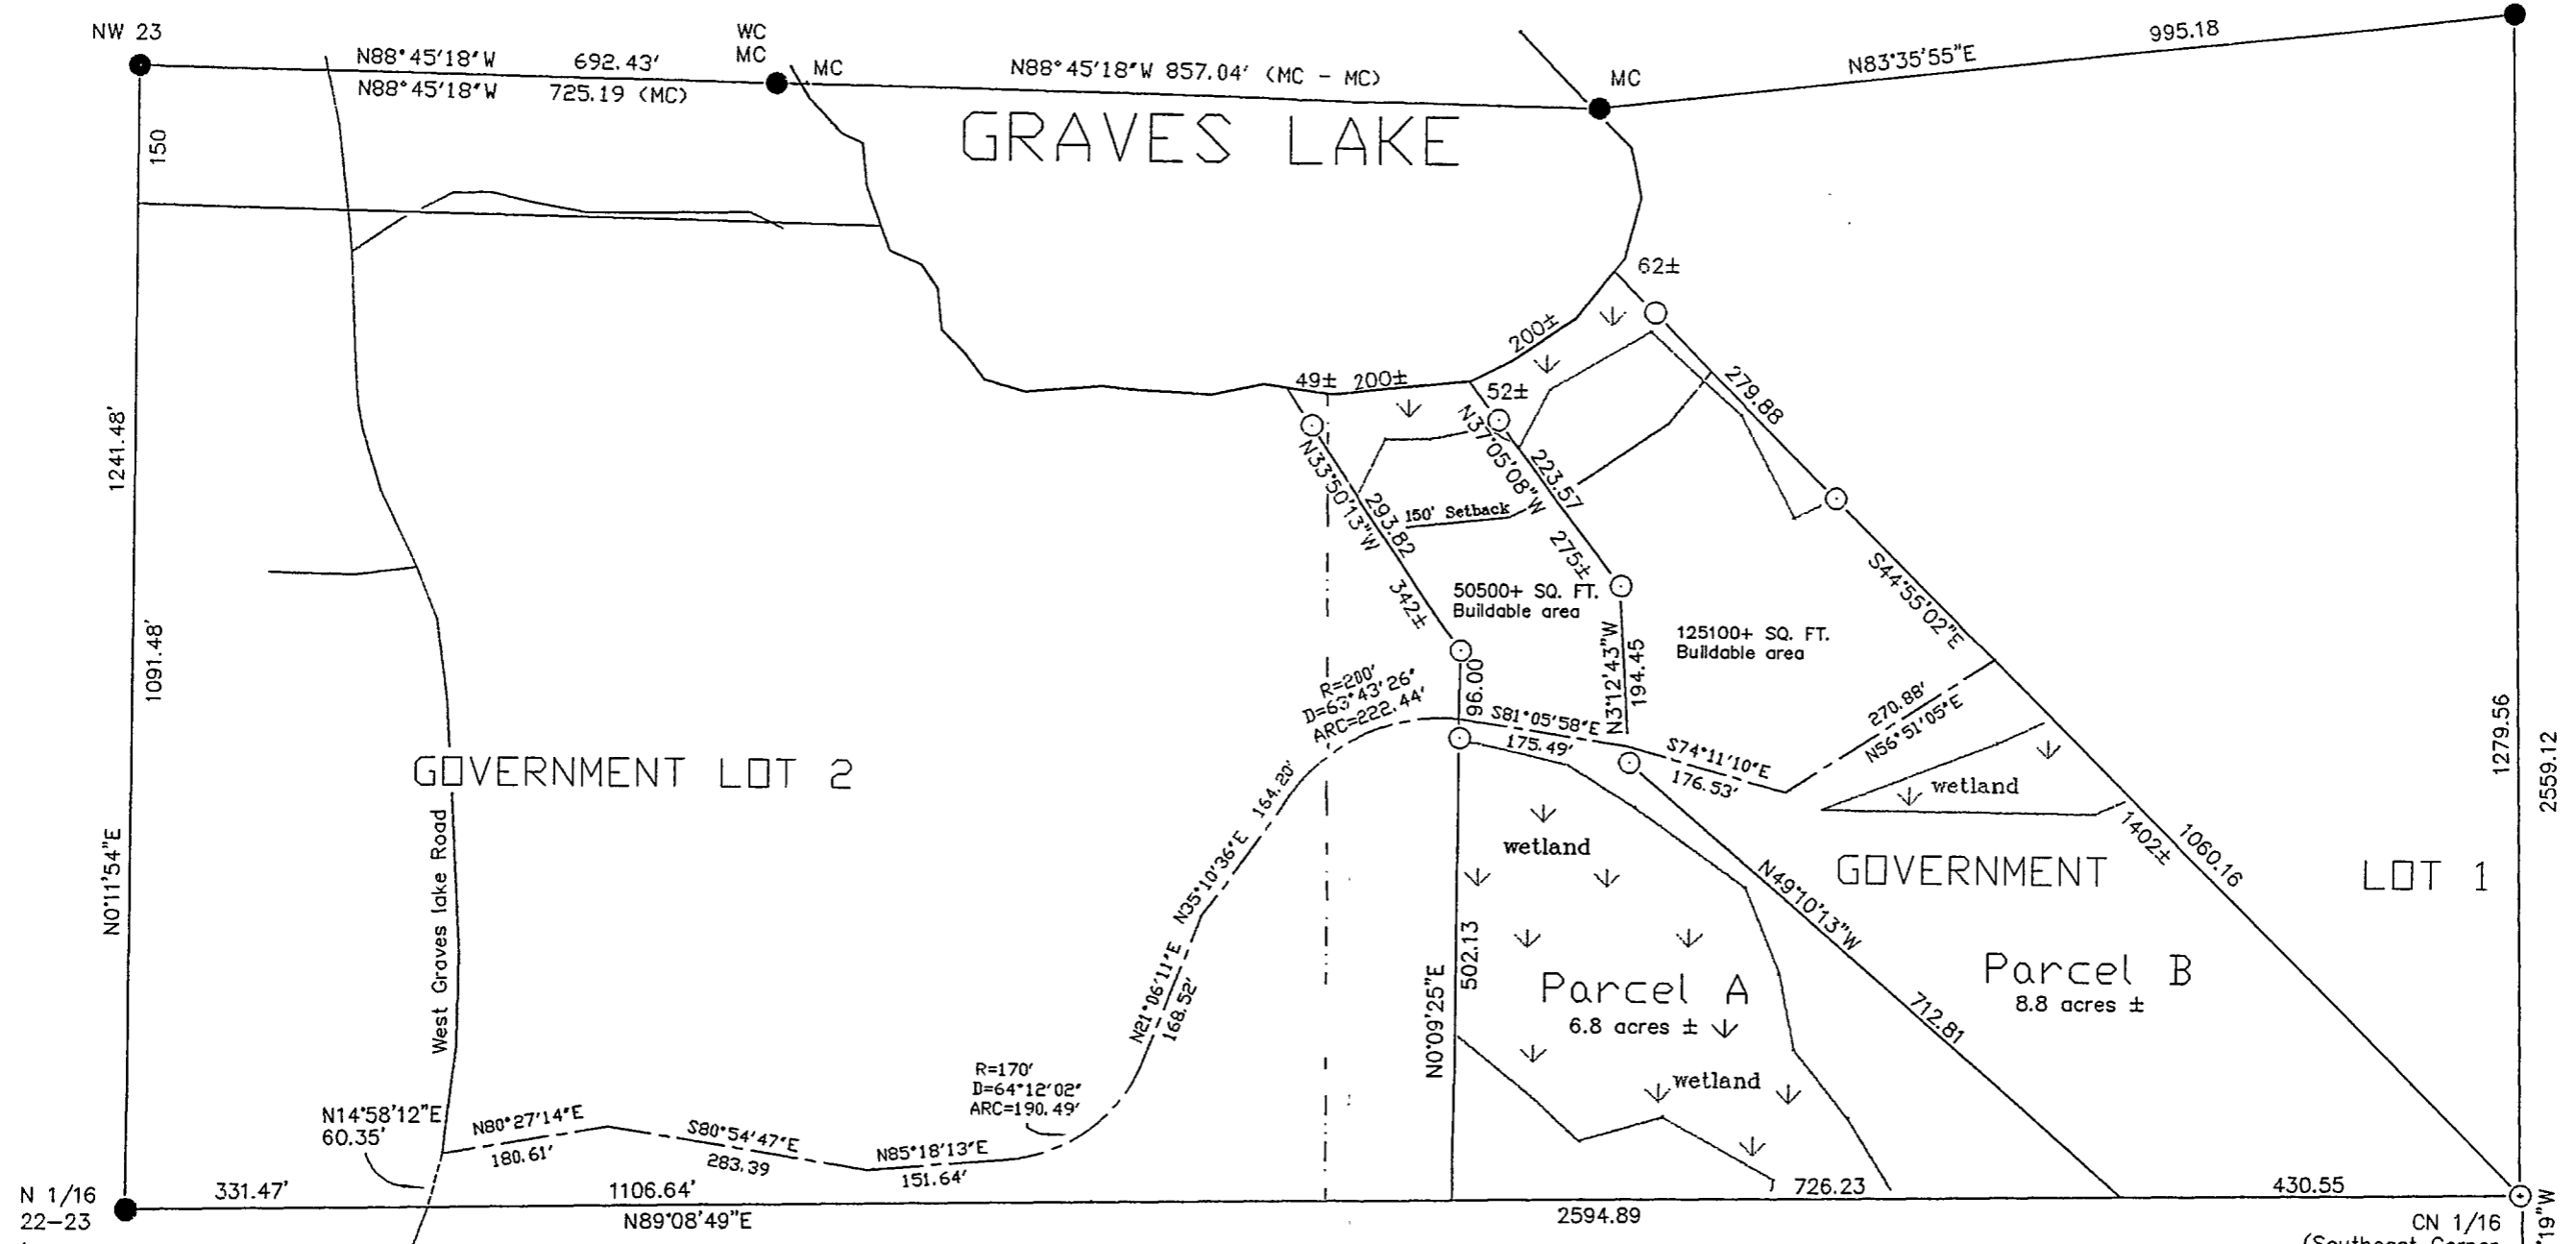 NW 23
WC
MC
MC
N88°45'18"W 692.43'
N88°45'18"W 725.19 (MC)
N88°45'18"W 857.04' (MC - MC)
MC
N83°35'55"E
995.18
GRAVES LAKE
150
1241.48'
1091.48'
N0°11'54"E
62±
200±
49±
200±
52±
279.88
N37°05'08"W
223.57
275±
N33°50'13"W
293.82
342±
150' Setback
50500+ SQ. FT.
Buildable area
125100+ SQ. FT.
Buildable area
S44°55'02"E
N3°12'43"W
194.45
96.00
R=200'
D=63°43'26"
ARC=222.44'
S81°05'58"E
175.49'
S74°11'10"E
176.53'
270.88'
N56°51'05"E
1279.56
2559.12
GOVERNMENT LOT 2
West Graves lake Road
N35°10'36"E 164.20'
wetland
wetland
1402±
1060.16
GOVERNMENT LOT 1
N49°10'13"W
712.81
Parcel B
8.8 acres ±
502.13
N0°09'25"E
Parcel A
6.8 acres ±
wetland
N21°06'11"E
168.52'
R=170'
D=64°12'02"
ARC=190.49'
N14°58'12"E
60.35'
N80°27'14"E
180.61'
S80°54'47"E
283.39
N85°18'13"E
151.64'
N 1/16
22-23
331.47'
1106.64'
N89°08'49"E
726.23
2594.89
430.55
CN 1/16
(Southeast Corner
'19"W